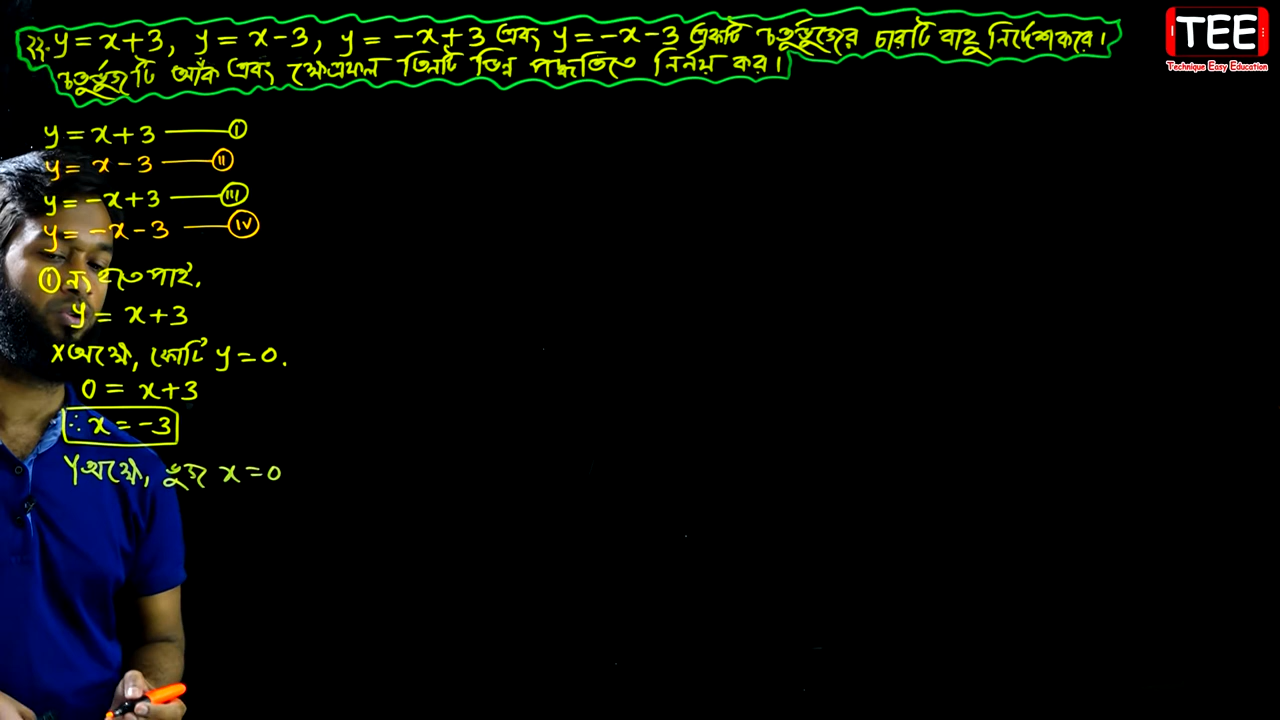 ২২. y = x+3, y = x-3, y = -x+3 এবং y = -x-3 একটি চতুর্ভুজের চারটি বাহু নির্দেশ করে।
চতুর্ভুজটি আঁক এবং ক্ষেত্রফল তিনটি ভিন্ন পদ্ধতিতে নির্নয় কর।
TEE
Technique Easy Education
y = x+3 ——— (i)
y = x-3 ——— (ii)
y = -x+3 ——— (iii)
y = -x-3 ——— (iv)
(i) নং হতে পাই,
y = x+3
X অক্ষে, কোটি y = 0.
0 = x+3
∴ x = -3
Y অক্ষে, ভুজ x = 0